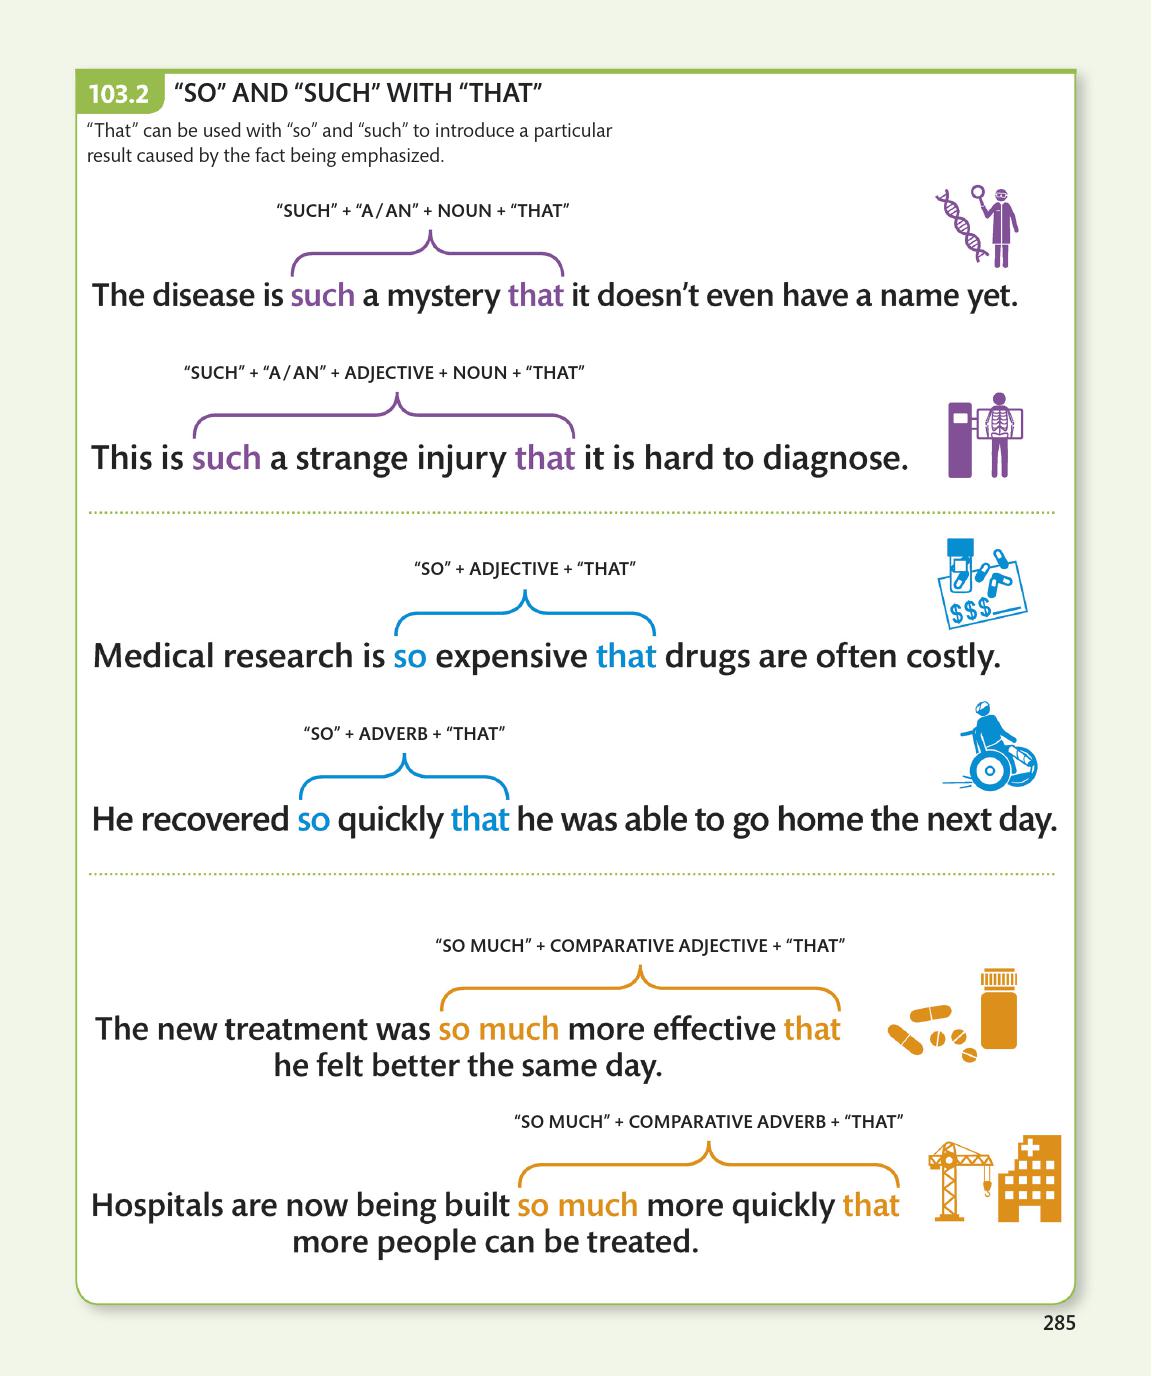 103.2 “SO” AND “SUCH” WITH “THAT”
“That” can be used with “so” and “such” to introduce a particular
result caused by the fact being emphasized.
“SUCH” + “A / AN” + NOUN + “THAT”
The disease is such a mystery that it doesn’t even have a name yet.
“SUCH” + “A / AN” + ADJECTIVE + NOUN + “THAT”
This is such a strange injury that it is hard to diagnose.
“SO” + ADJECTIVE + “THAT”
$$$
Medical research is so expensive that drugs are often costly.
“SO” + ADVERB + “THAT”
He recovered so quickly that he was able to go home the next day.
“SO MUCH” + COMPARATIVE ADJECTIVE + “THAT”
The new treatment was so much more effective that
he felt better the same day.
“SO MUCH” + COMPARATIVE ADVERB + “THAT”
Hospitals are now being built so much more quickly that
more people can be treated.
285